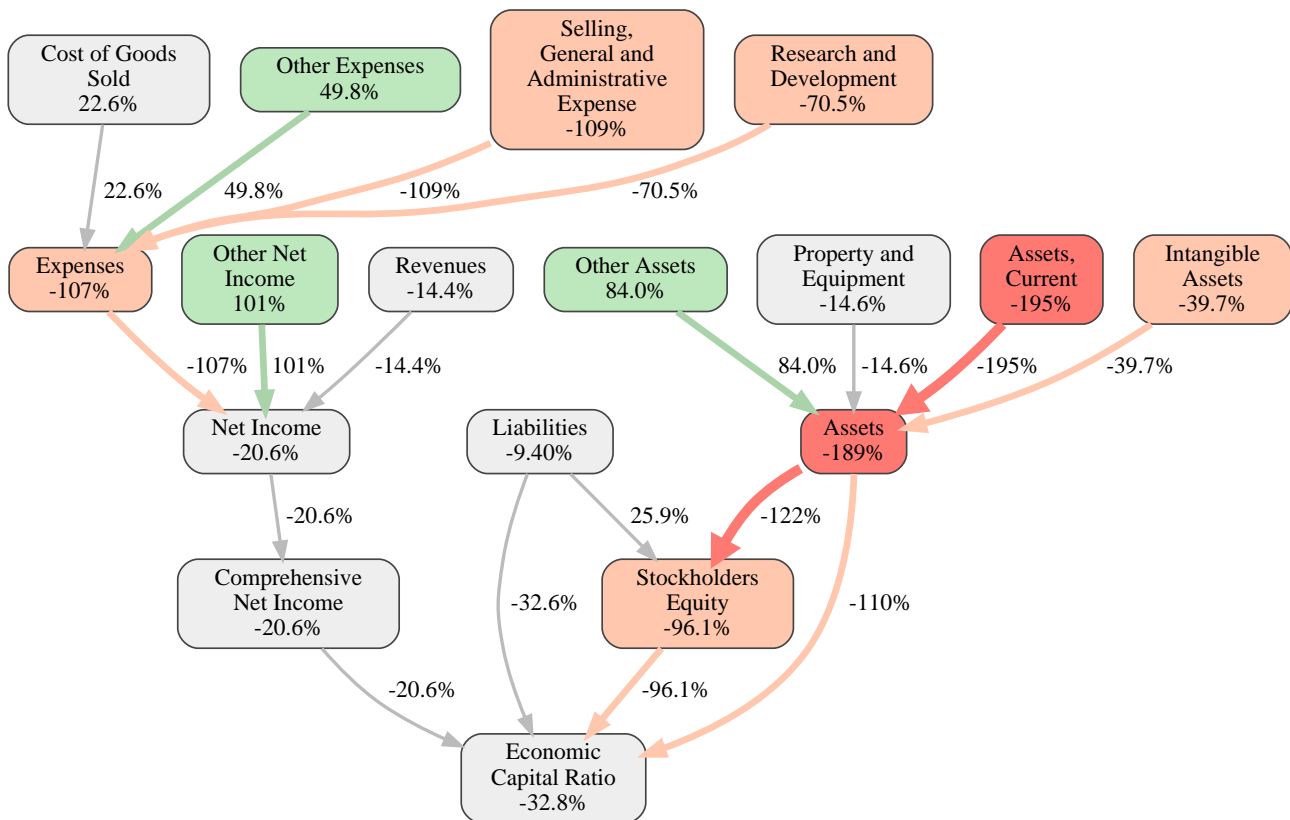 Cost of Goods
Sold
22.6%
Other Expenses
49.8%
Selling,
General and
Administrative
Expense
-109%
Research and
Development
-70.5%
22.6%
49.8%
-109%
-70.5%
Expenses
-107%
Other Net
Income
101%
Revenues
-14.4%
Other Assets
84.0%
Property and
Equipment
-14.6%
Assets,
Current
-195%
Intangible
Assets
-39.7%
-107%
101%
-14.4%
84.0%
-14.6%
-195%
-39.7%
Net Income
-20.6%
Liabilities
-9.40%
Assets
-189%
-20.6%
25.9%
-122%
Comprehensive
Net Income
-20.6%
-32.6%
Stockholders
Equity
-96.1%
-110%
-20.6%
-96.1%
Economic
Capital Ratio
-32.8%